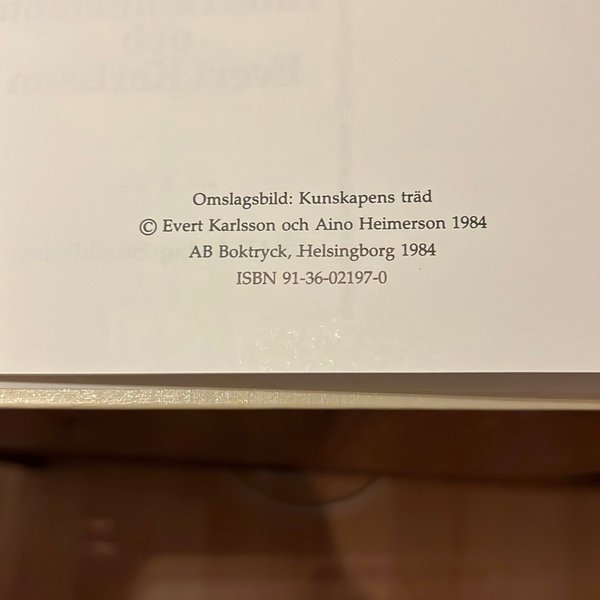 Omslagsbild: Kunskapens träd
© Evert Karlsson och Aino Heimerson 1984
AB Boktryck, Helsingborg 1984
ISBN 91-36-02197-0